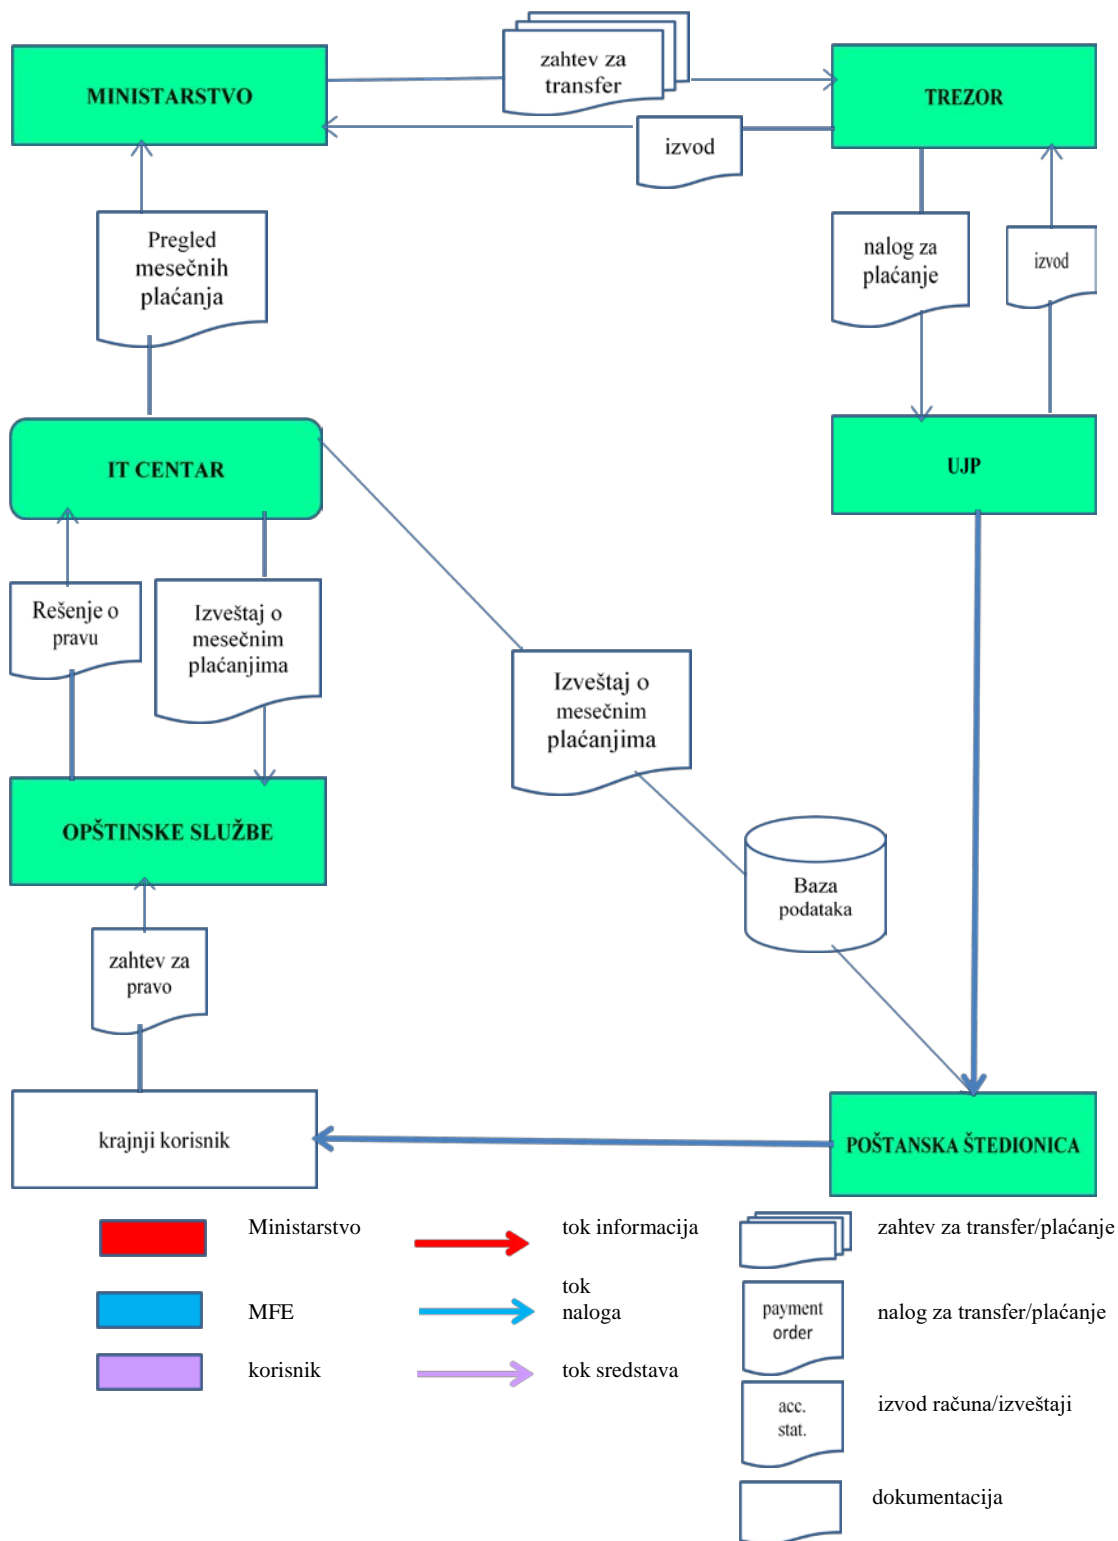 zahtev za
transfer
MINISTARSTVO
TREZOR
izvod
Pregled
mesečnih
plaćanja
nalog za
plaćanje
izvod
IT CENTAR
UJP
Rešenje o
pravu
Izveštaj o
mesečnim
plaćanjima
Izveštaj o
mesečnim
plaćanjima
OPŠTINSKE SLUŽBE
Baza
podataka
zahtev za
pravo
krajnji korisnik
POŠTANSKA ŠTEDIONICA
Ministarstvo
tok informacija
zahtev za transfer/plaćanje
MFE
tok
naloga
payment
order
nalog za transfer/plaćanje
korisnik
tok sredstava
acc.
stat.
izvod računa/izveštaji
dokumentacija